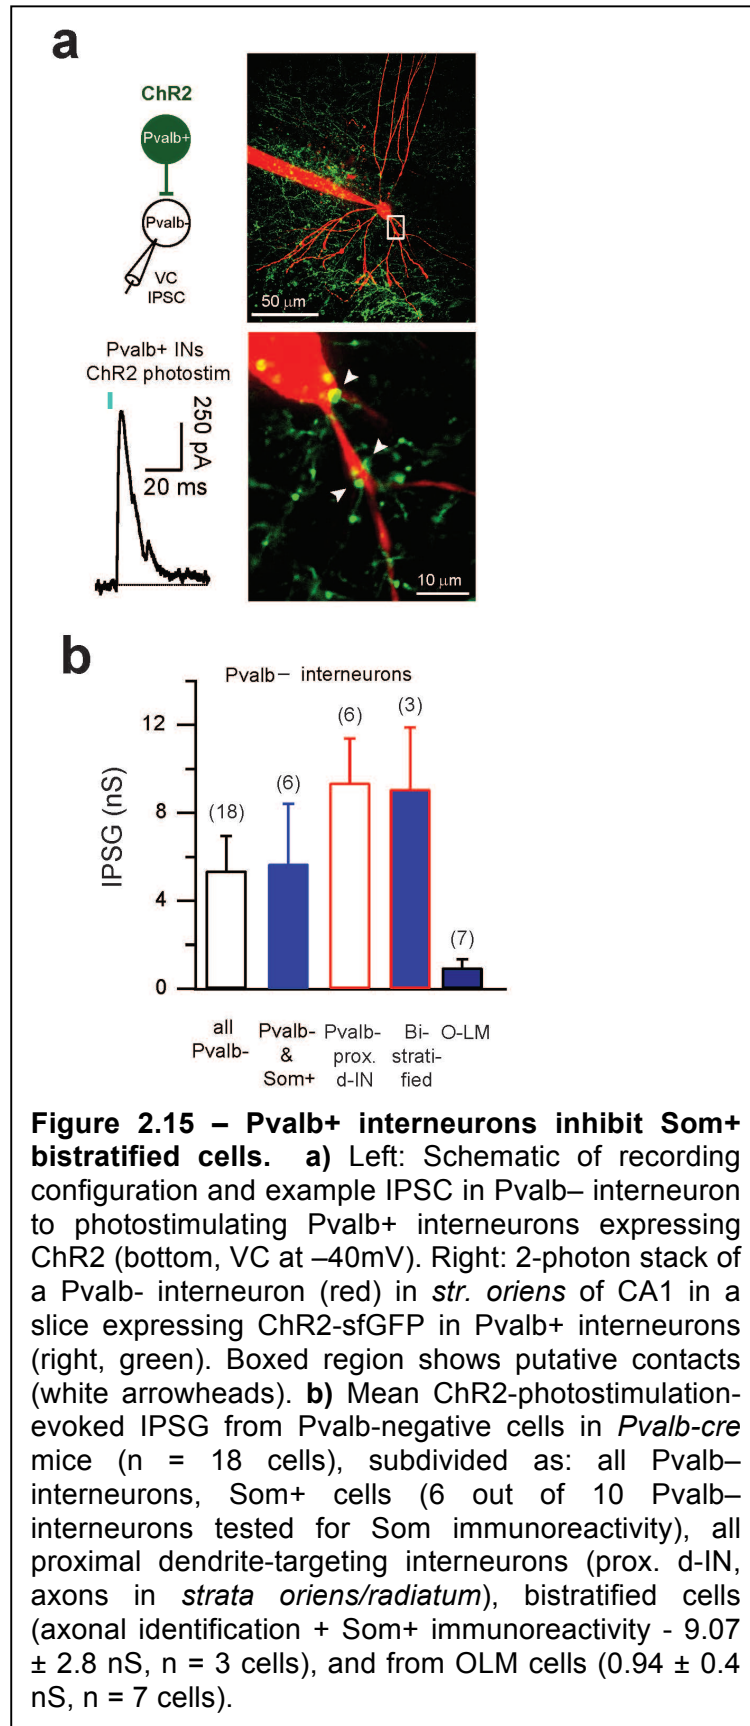 a
ChR2
Pvalb+
Pvalb-
VC
IPSC
50 μm
Pvalb+ INs
ChR2 photostim
250 pA
20 ms
10 μm
b
Pvalb– interneurons
IPSG (nS)
12
8
4
0
(18)
(6)
(6)
(3)
(7)
all
Pvalb-
Pvalb-
&
Som+
Pvalb-
prox.
d-IN
Bi-
strati-
fied
O-LM
Figure 2.15 – Pvalb+ interneurons inhibit Som+
bistratified cells. a) Left: Schematic of recording
configuration and example IPSC in Pvalb– interneuron
to photostimulating Pvalb+ interneurons expressing
ChR2 (bottom, VC at –40mV). Right: 2-photon stack of
a Pvalb- interneuron (red) in str. oriens of CA1 in a
slice expressing ChR2-sfGFP in Pvalb+ interneurons
(right, green). Boxed region shows putative contacts
(white arrowheads). b) Mean ChR2-photostimulation-
evoked IPSG from Pvalb-negative cells in Pvalb-cre
mice (n = 18 cells), subdivided as: all Pvalb–
interneurons, Som+ cells (6 out of 10 Pvalb–
interneurons tested for Som immunoreactivity), all
proximal dendrite-targeting interneurons (prox. d-IN,
axons in strata oriens/radiatum), bistratified cells
(axonal identification + Som+ immunoreactivity - 9.07
± 2.8 nS, n = 3 cells), and from OLM cells (0.94 ± 0.4
nS, n = 7 cells).